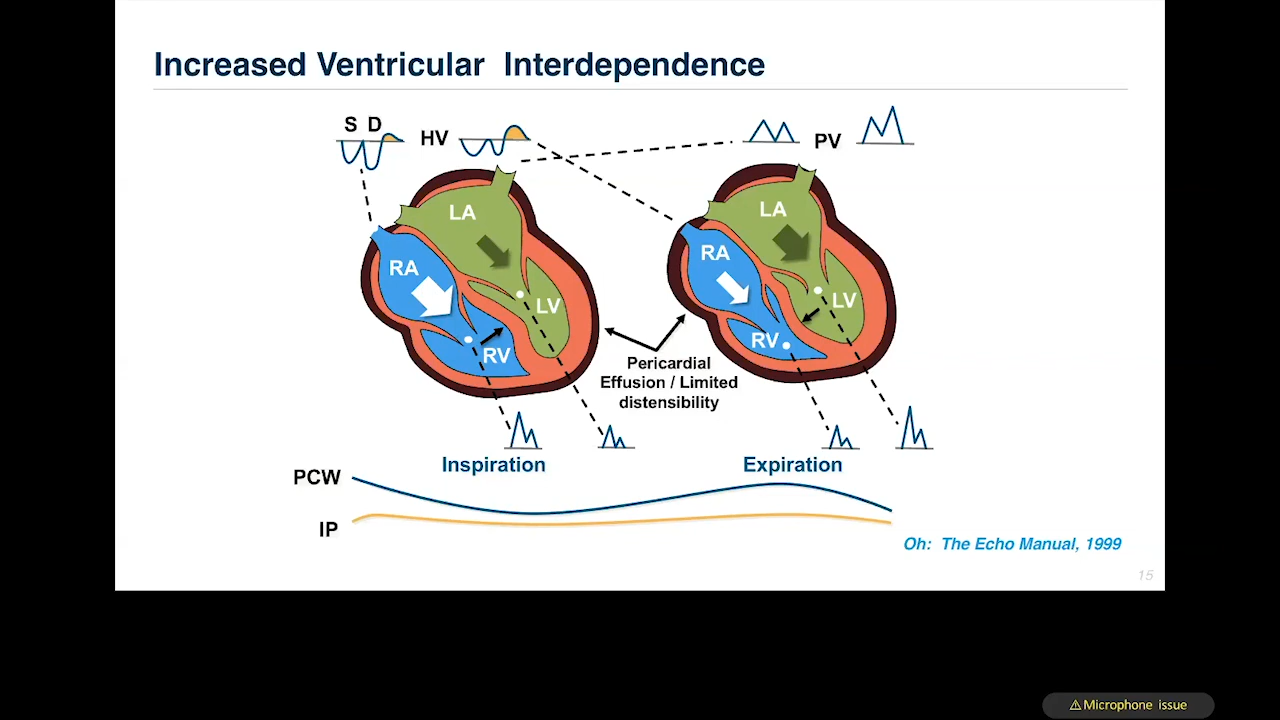 Increased Ventricular Interdependence
S D
HV
PV
LA
RA
LV
RV
LA
RA
LV
RV
Pericardial
Effusion / Limited
distensibility
Inspiration
Expiration
PCW
IP
Oh: The Echo Manual, 1999
15
⚠Microphone issue